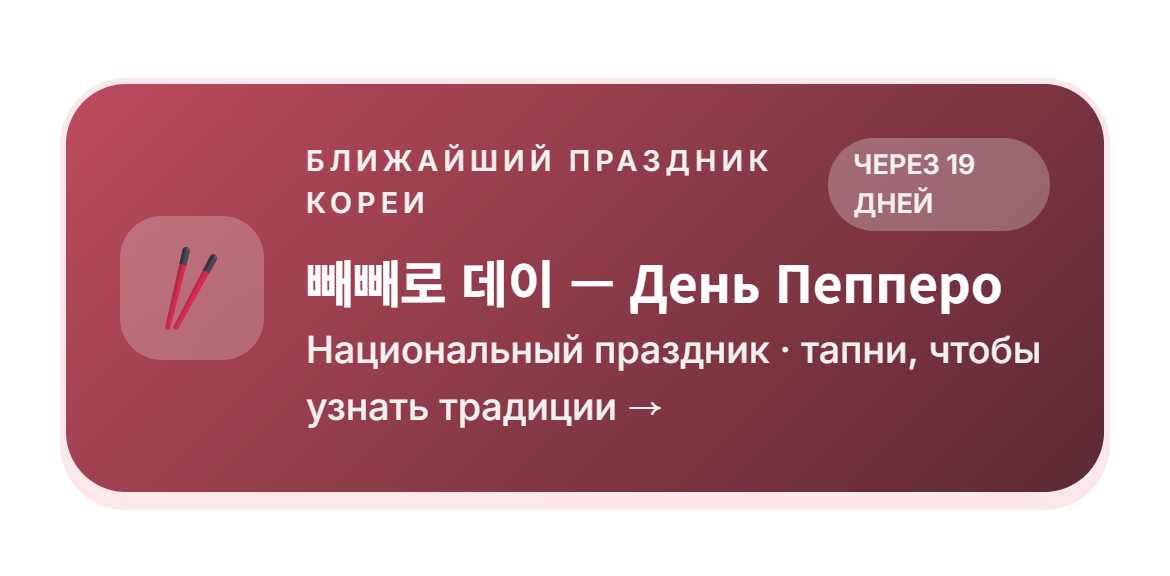 БЛИЖАЙШИЙ ПРАЗДНИК
КОРЕИ
ЧЕРЕЗ 19
ДНЕЙ
빼빼로 데이 — День Пепперо
Национальный праздник · тапни, чтобы
узнать традиции →